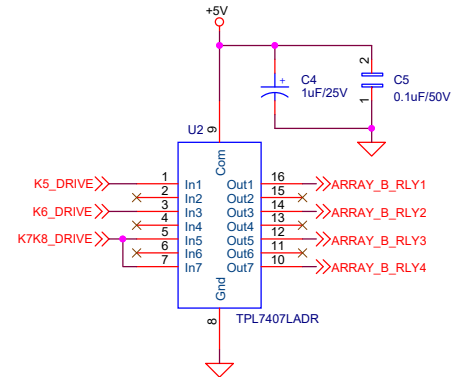 +5V
C4
1uF/25V
2
1
C5
0.1uF/50V
U2
9
Com
K5_DRIVE
1
In1
Out1
16
ARRAY_B_RLY1
2
In2
Out2
15
K6_DRIVE
3
In3
Out3
14
ARRAY_B_RLY2
4
In4
Out4
13
K7K8_DRIVE
5
In5
Out5
12
ARRAY_B_RLY3
6
In6
Out6
11
7
In7
Out7
10
ARRAY_B_RLY4
Gnd
8
TPL7407LADR